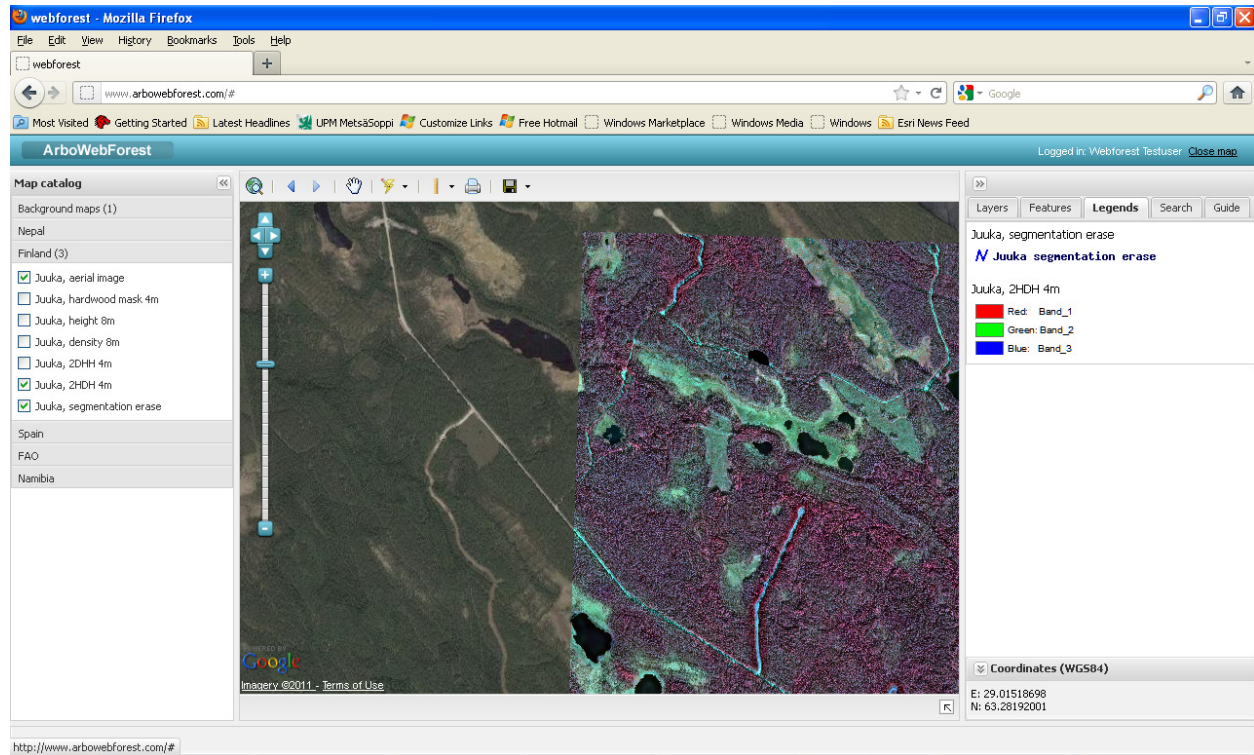 webforest - Mozilla Firefox
File Edit View History Bookmarks Tools Help
webforest
www.arbowebforest.com/#
Google
Most Visited Getting Started Latest Headlines UPM MetsäSoppi Customize Links Free Hotmail Windows Marketplace Windows Media Windows Esri News Feed
ArboWebForest
Logged in: Webforest Testuser Close map
Map catalog
Background maps (1)
Nepal
Finland (3)
Juuka, aerial image
Juuka, hardwood mask 4m
Juuka, height 8m
Juuka, density 8m
Juuka, 2DHH 4m
Juuka, 2HDH 4m
Juuka, segmentation erase
Spain
FAO
Namibia
POWERED BY
Google
Imagery ©2011 - Terms of Use
Layers Features Legends Search Guide
Juuka, segmentation erase
Juuka segmentation erase
Juuka, 2HDH 4m
Red: Band_1
Green: Band_2
Blue: Band_3
Coordinates (WGS84)
E: 29.01518698
N: 63.28192001
http://www.arbowebforest.com/#